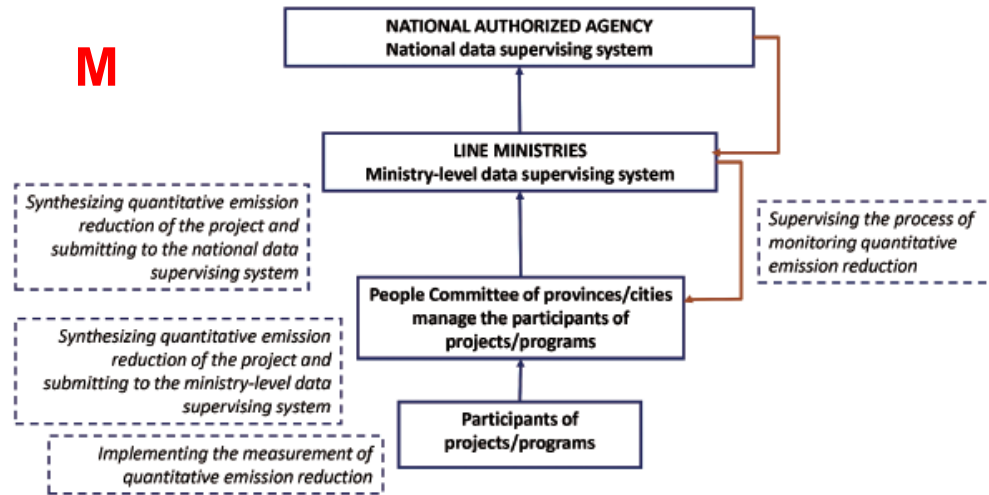 M
NATIONAL AUTHORIZED AGENCY
National data supervising system
LINE MINISTRIES
Ministry-level data supervising system
Synthesizing quantitative emission
reduction of the project and
submitting to the national data
supervising system
Supervising the process of
monitoring quantitative
emission reduction
People Committee of provinces/cities
manage the participants of
projects/programs
Synthesizing quantitative emission
reduction of the project and
submitting to the ministry-level data
supervising system
Participants of
projects/programs
Implementing the measurement of
quantitative emission reduction